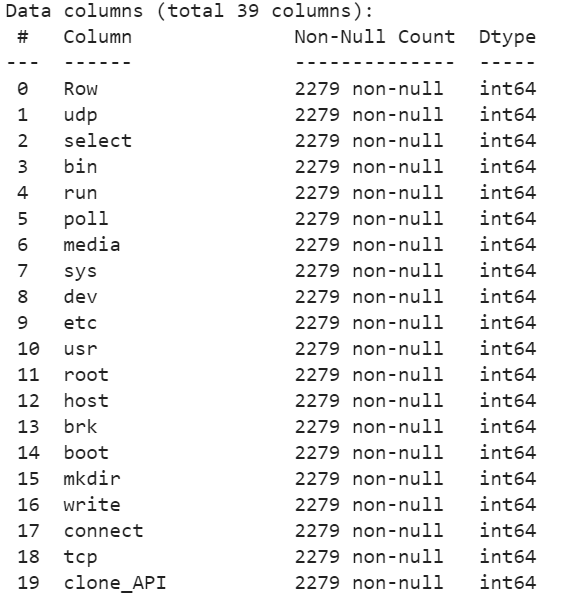 Data columns (total 39 columns):
 #   Column              Non-Null Count  Dtype
---  ------              --------------  -----
 0   Row                 2279 non-null   int64
 1   udp                 2279 non-null   int64
 2   select              2279 non-null   int64
 3   bin                 2279 non-null   int64
 4   run                 2279 non-null   int64
 5   poll                2279 non-null   int64
 6   media               2279 non-null   int64
 7   sys                 2279 non-null   int64
 8   dev                 2279 non-null   int64
 9   etc                 2279 non-null   int64
 10  usr                 2279 non-null   int64
 11  root                2279 non-null   int64
 12  host                2279 non-null   int64
 13  brk                 2279 non-null   int64
 14  boot                2279 non-null   int64
 15  mkdir               2279 non-null   int64
 16  write               2279 non-null   int64
 17  connect             2279 non-null   int64
 18  tcp                 2279 non-null   int64
 19  clone_API           2279 non-null   int64